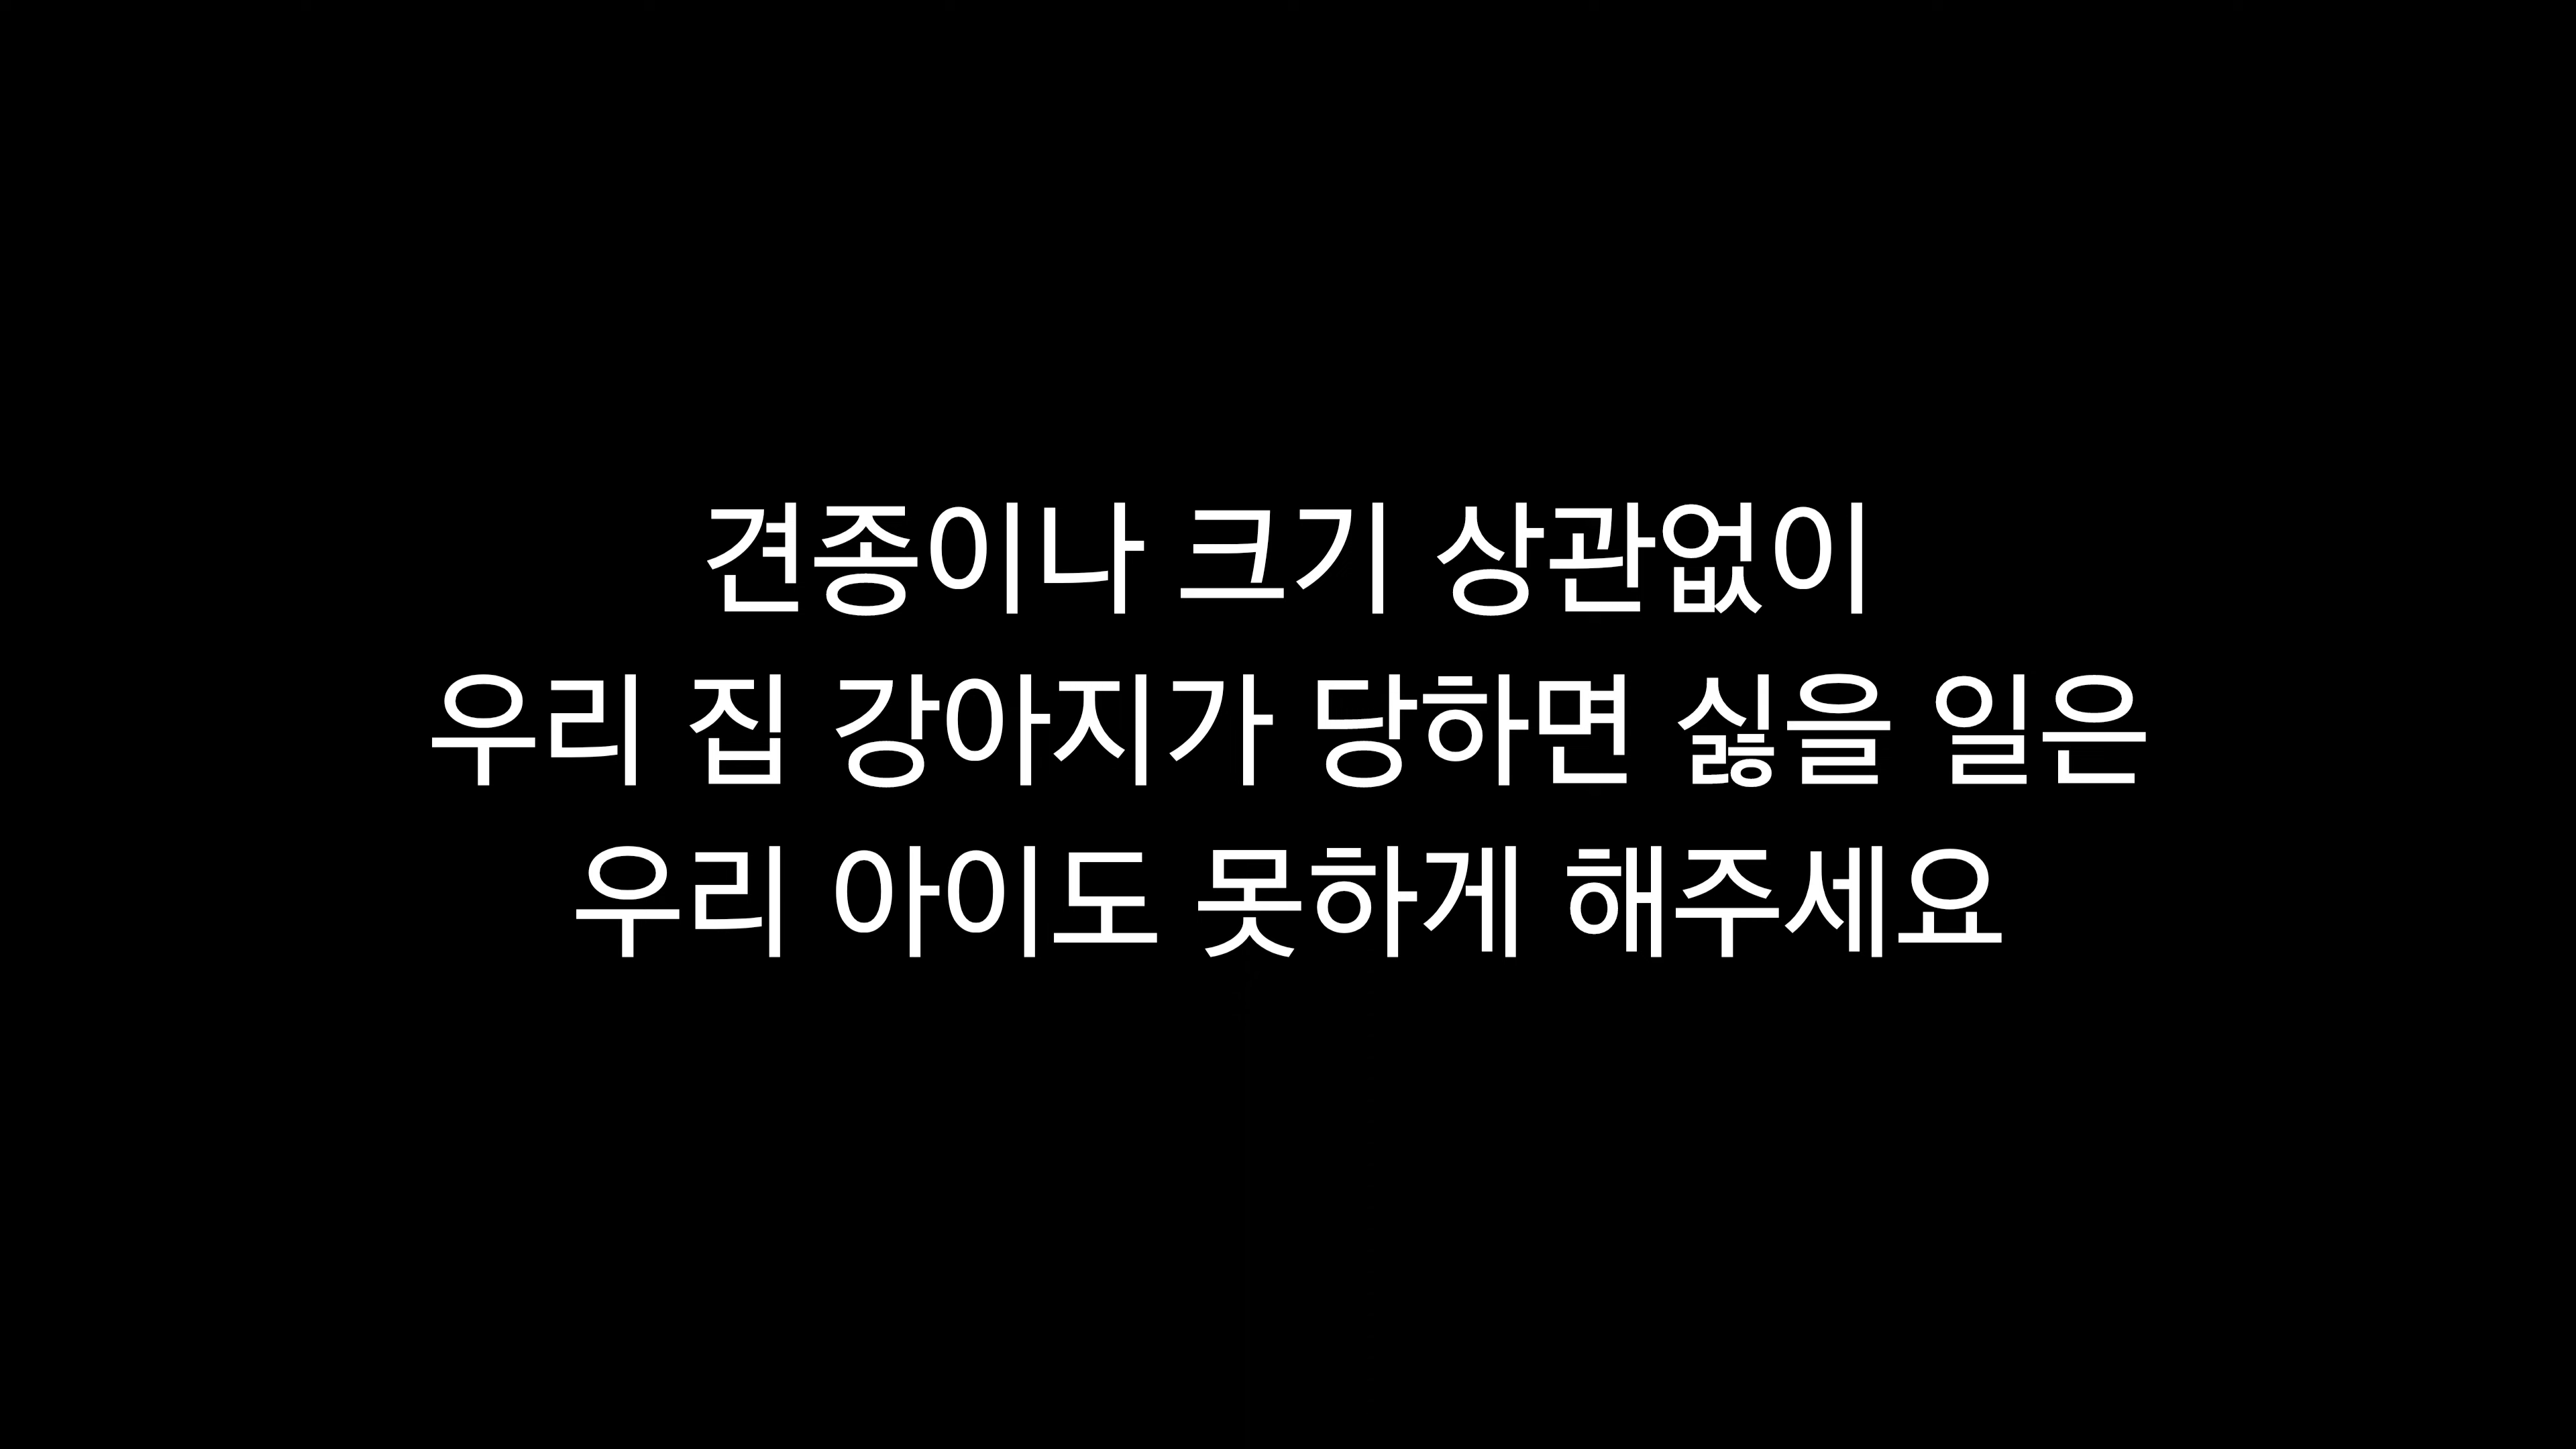 견종이나 크기 상관없이
우리 집 강아지가 당하면 싫을 일은
우리 아이도 못하게 해주세요